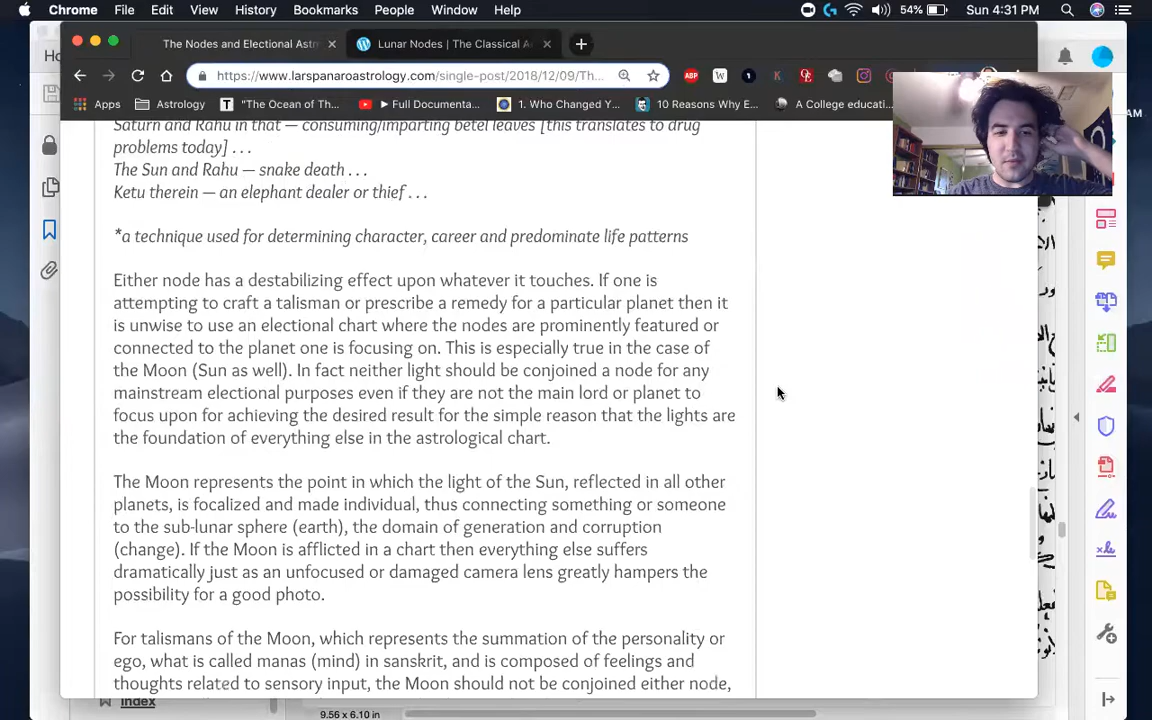 Chrome File Edit View History Bookmarks People Window Help 54% Sun 4:31 PM
The Nodes and Electional Astr Lunar Nodes | The Classical A
https://www.larspanaroastrology.com/single-post/2018/12/09/Th... ABP
Apps Astrology "The Ocean of Th... Full Documenta... 1. Who Changed Y... 10 Reasons Why E... A College educati...
AM
Saturn and Rahu in that — consuming/imparting betel leaves [this translates to drug
problems today] . . .
The Sun and Rahu — snake death . . .
Ketu therein — an elephant dealer or thief . . .
*a technique used for determining character, career and predominate life patterns
Either node has a destabilizing effect upon whatever it touches. If one is
attempting to craft a talisman or prescribe a remedy for a particular planet then it
is unwise to use an electional chart where the nodes are prominently featured or
connected to the planet one is focusing on. This is especially true in the case of
the Moon (Sun as well). In fact neither light should be conjoined a node for any
mainstream electional purposes even if they are not the main lord or planet to
focus upon for achieving the desired result for the simple reason that the lights are
the foundation of everything else in the astrological chart.
The Moon represents the point in which the light of the Sun, reflected in all other
planets, is focalized and made individual, thus connecting something or someone
to the sub-lunar sphere (earth), the domain of generation and corruption
(change). If the Moon is afflicted in a chart then everything else suffers
dramatically just as an unfocused or damaged camera lens greatly hampers the
possibility for a good photo.
For talismans of the Moon, which represents the summation of the personality or
ego, what is called manas (mind) in sanskrit, and is composed of feelings and
thoughts related to sensory input, the Moon should not be conjoined either node,
Index
9.56 x 6.10 in